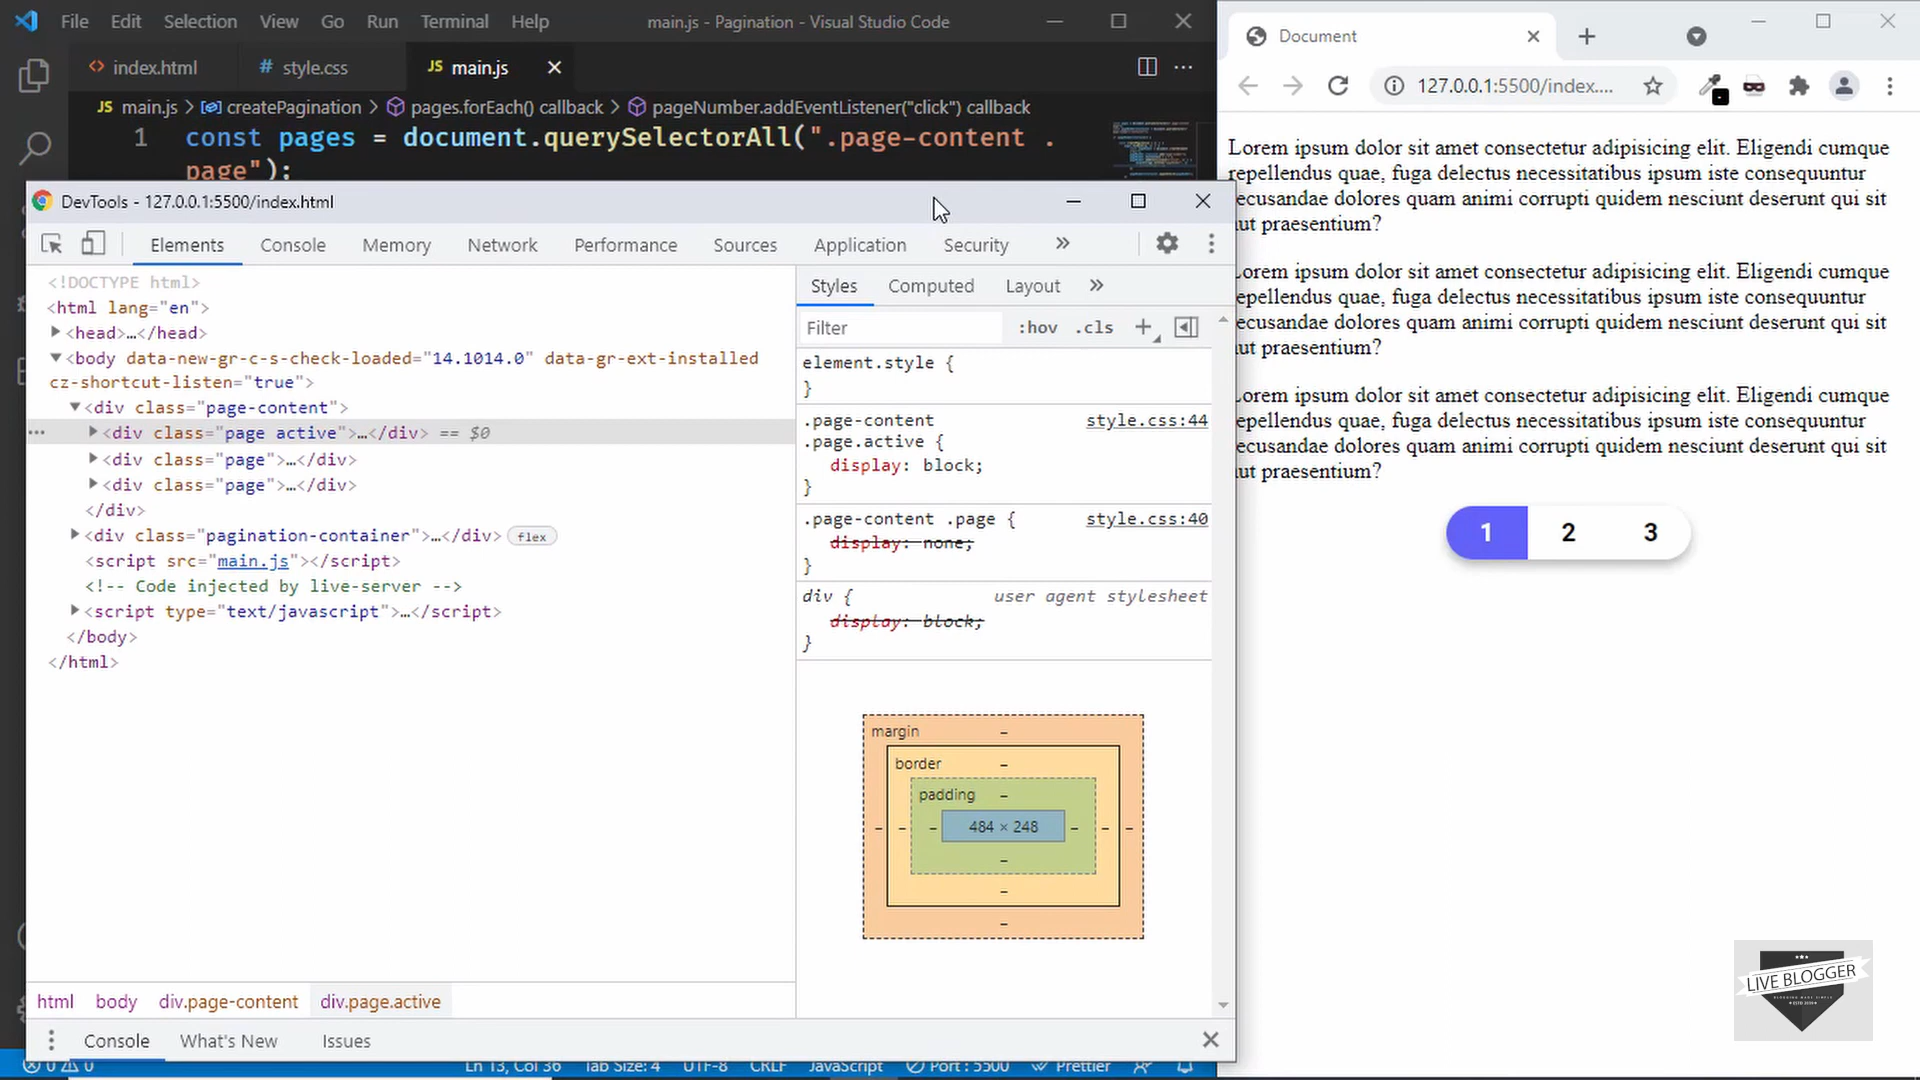 File Edit Selection View Go Run Terminal Help main.js - Pagination - Visual Studio Code
index.html style.css JS main.js
JS main.js > createPagination > pages.forEach() callback > pageNumber.addEventListener("click") callback
1 const pages = document.querySelectorAll(".page-content .
page");
DevTools - 127.0.0.1:5500/index.html
Elements Console Memory Network Performance Sources Application Security »
<!DOCTYPE html>
<html lang="en">
<head>…</head>
<body data-new-gr-c-s-check-loaded="14.1014.0" data-gr-ext-installed
cz-shortcut-listen="true">
<div class="page-content">
<div class="page active">…</div> == $0
<div class="page">…</div>
<div class="page">…</div>
</div>
<div class="pagination-container">…</div> flex
<script src="main.js"></script>
<!-- Code injected by live-server -->
<script type="text/javascript">…</script>
</body>
</html>
html body div.page-content div.page.active
Styles Computed Layout »
Filter :hov .cls +
element.style {
}
.page-content style.css:44
.page.active {
display: block;
}
.page-content .page { style.css:40
display: none;
}
div { user agent stylesheet
display: block;
}
margin –
border –
padding –
– – – 484 × 248 – – –
–
–
–
Console What's New Issues
0 0 Ln 13, Col 36 Tab Size: 4 UTF-8 CRLF JavaScript Port : 5500 Prettier
Document
127.0.0.1:5500/index....
Lorem ipsum dolor sit amet consectetur adipisicing elit. Eligendi cumque
repellendus quae, fuga delectus necessitatibus ipsum iste consequuntur
recusandae dolores quam animi corrupti quidem nesciunt deserunt qui sit
aut praesentium?
Lorem ipsum dolor sit amet consectetur adipisicing elit. Eligendi cumque
repellendus quae, fuga delectus necessitatibus ipsum iste consequuntur
recusandae dolores quam animi corrupti quidem nesciunt deserunt qui sit
aut praesentium?
Lorem ipsum dolor sit amet consectetur adipisicing elit. Eligendi cumque
repellendus quae, fuga delectus necessitatibus ipsum iste consequuntur
recusandae dolores quam animi corrupti quidem nesciunt deserunt qui sit
aut praesentium?
1 2 3
LIVE BLOGGER